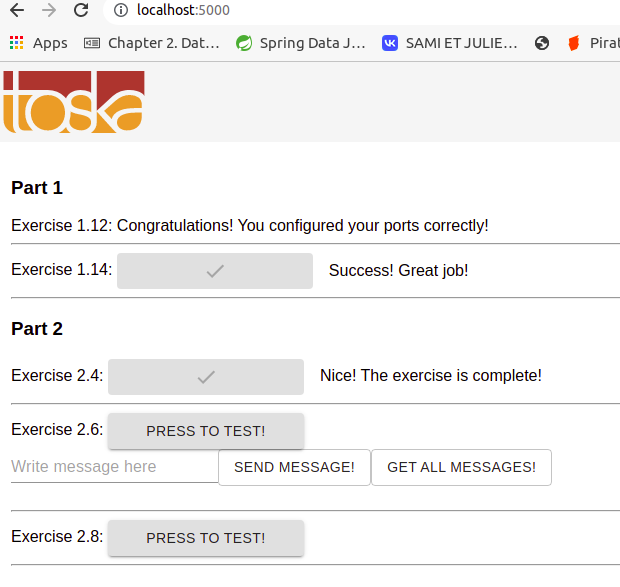 localhost:5000
Apps Chapter 2. Dat... Spring Data J... SAMI ET JULIE... Pirat
toska
Part 1
Exercise 1.12: Congratulations! You configured your ports correctly!
Exercise 1.14: Success! Great job!
Part 2
Exercise 2.4: Nice! The exercise is complete!
Exercise 2.6: PRESS TO TEST!
Write message here SEND MESSAGE! GET ALL MESSAGES!
Exercise 2.8: PRESS TO TEST!